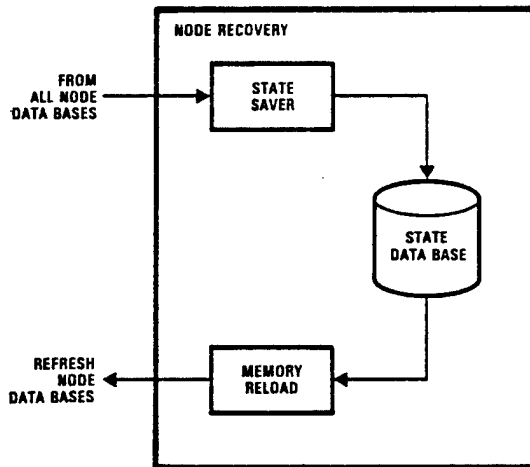 NODE RECOVERY
FROM
ALL NODE
DATA BASES
STATE
SAVER
STATE
DATA BASE
REFRESH
NODE
DATA BASES
MEMORY
RELOAD